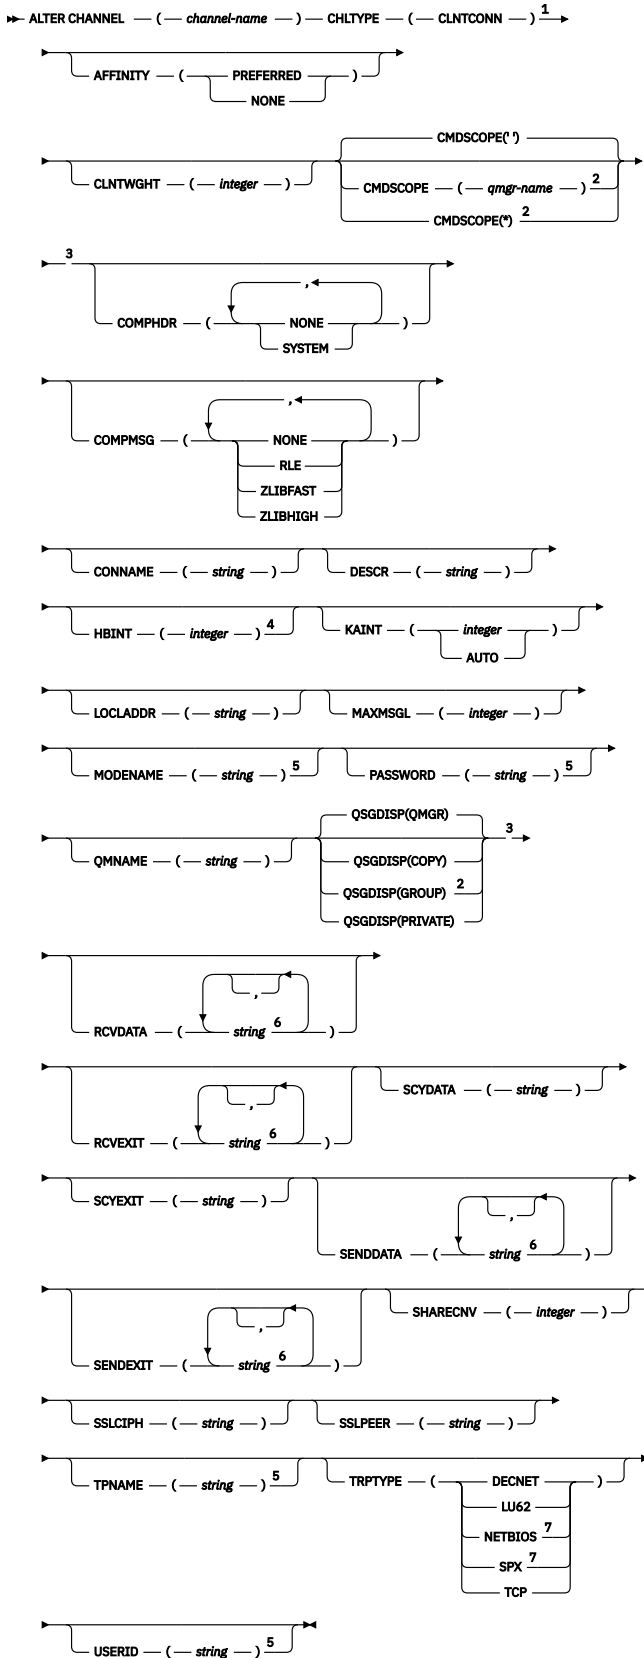 ALTER CHANNEL ( channel-name ) CHLTYPE ( CLNTCONN ) 1
AFFINITY ( PREFERRED )
NONE
CMDSCOPE(' ')
CLNTWGHT ( integer ) CMDSCOPE ( qmgr-name ) 2
CMDSCOPE(*) 2
3
,
COMPHDR ( NONE )
SYSTEM
,
COMPMSG ( NONE )
RLE
ZLIBFAST
ZLIBHIGH
CONNAME ( string ) DESCR ( string )
HBINT ( integer ) 4 KAINT ( integer )
AUTO
LOCLADDR ( string ) MAXMSGL ( integer )
MODENAME ( string ) 5 PASSWORD ( string ) 5
QSGDISP(QMGR)
3
QMNAME ( string ) QSGDISP(COPY)
QSGDISP(GROUP) 2
QSGDISP(PRIVATE)
,
RCVDATA ( string 6 )
SCYDATA ( string )
,
RCVEXIT ( string 6 )
SCYEXIT ( string )
,
SENDDATA ( string 6 )
SHARECNV ( integer )
,
SENDEXIT ( string 6 )
SSLCIPH ( string ) SSLPEER ( string )
TPNAME ( string ) 5 TRPTYPE ( DECNET )
LU62
NETBIOS 7
SPX 7
TCP
USERID ( string ) 5